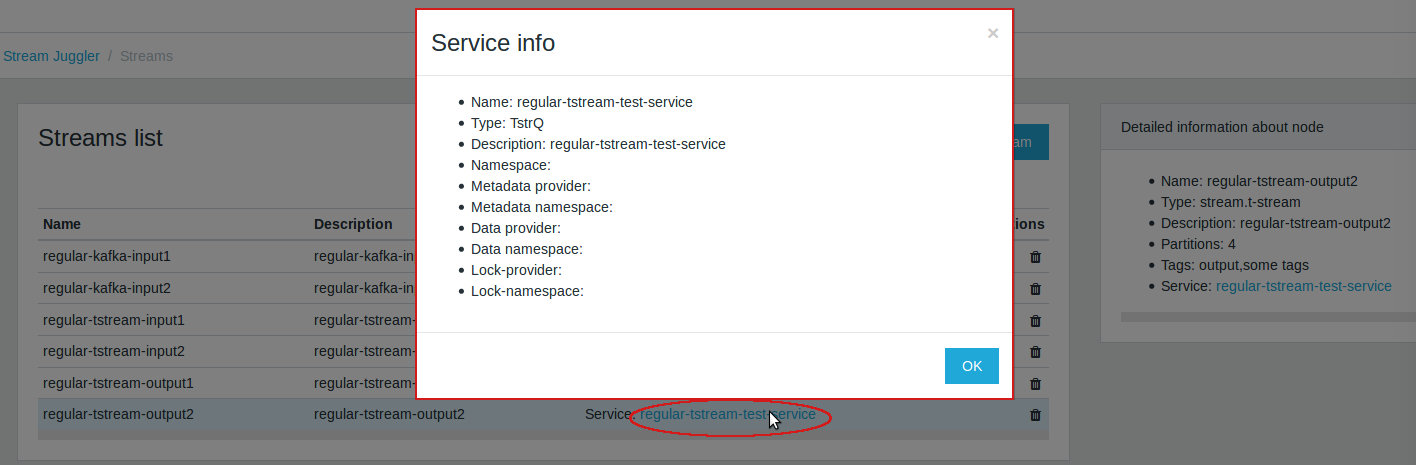 Stream Juggler / Streams
Service info
×
Name: regular-tstream-test-service
Type: TstrQ
Description: regular-tstream-test-service
Namespace:
Metadata provider:
Metadata namespace:
Data provider:
Data namespace:
Lock-provider:
Lock-namespace:
OK
Streams list
am
Name Description ions
regular-kafka-input1 regular-kafka-in
regular-kafka-input2 regular-kafka-in
regular-tstream-input1 regular-tstream-
regular-tstream-input2 regular-tstream-
regular-tstream-output1 regular-tstream-
regular-tstream-output2 regular-tstream-output2 Service: regular-tstream-test-service
Detailed information about node
Name: regular-tstream-output2
Type: stream.t-stream
Description: regular-tstream-output2
Partitions: 4
Tags: output,some tags
Service: regular-tstream-test-service